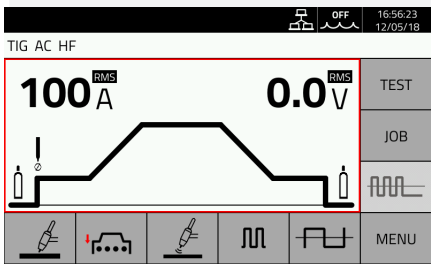 OFF
16:56:23
12/05/18
TIG AC HF
100 RMS A
0.0 RMS V
TEST
JOB
MENU